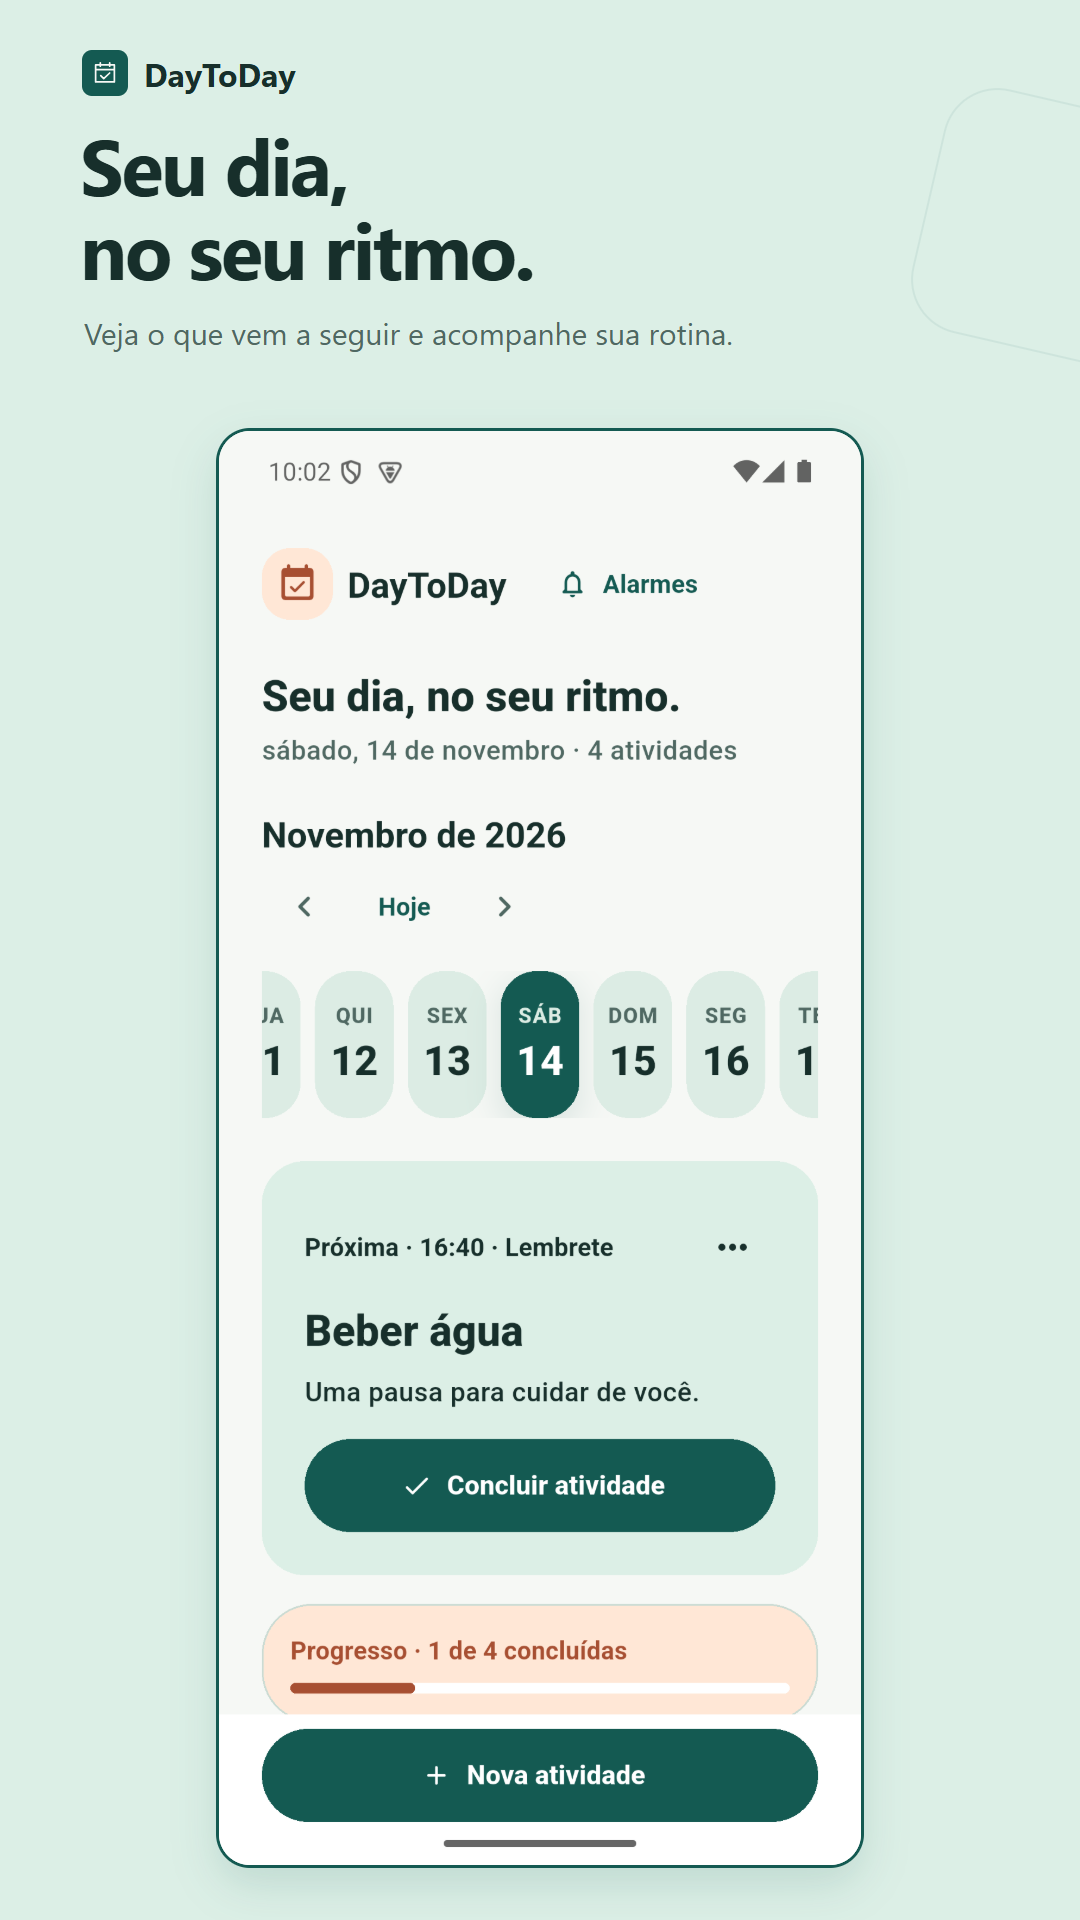 DayToDay
Seu dia,
no seu ritmo.
Veja o que vem a seguir e acompanhe sua rotina.
10:02
DayToDay
Alarmes
Seu dia, no seu ritmo.
sábado, 14 de novembro · 4 atividades
Novembro de 2026
Hoje
QUI SEX SÁB DOM SEG
12 13 14 15 16
Próxima · 16:40 · Lembrete
Beber água
Uma pausa para cuidar de você.
Concluir atividade
Progresso · 1 de 4 concluídas
Nova atividade